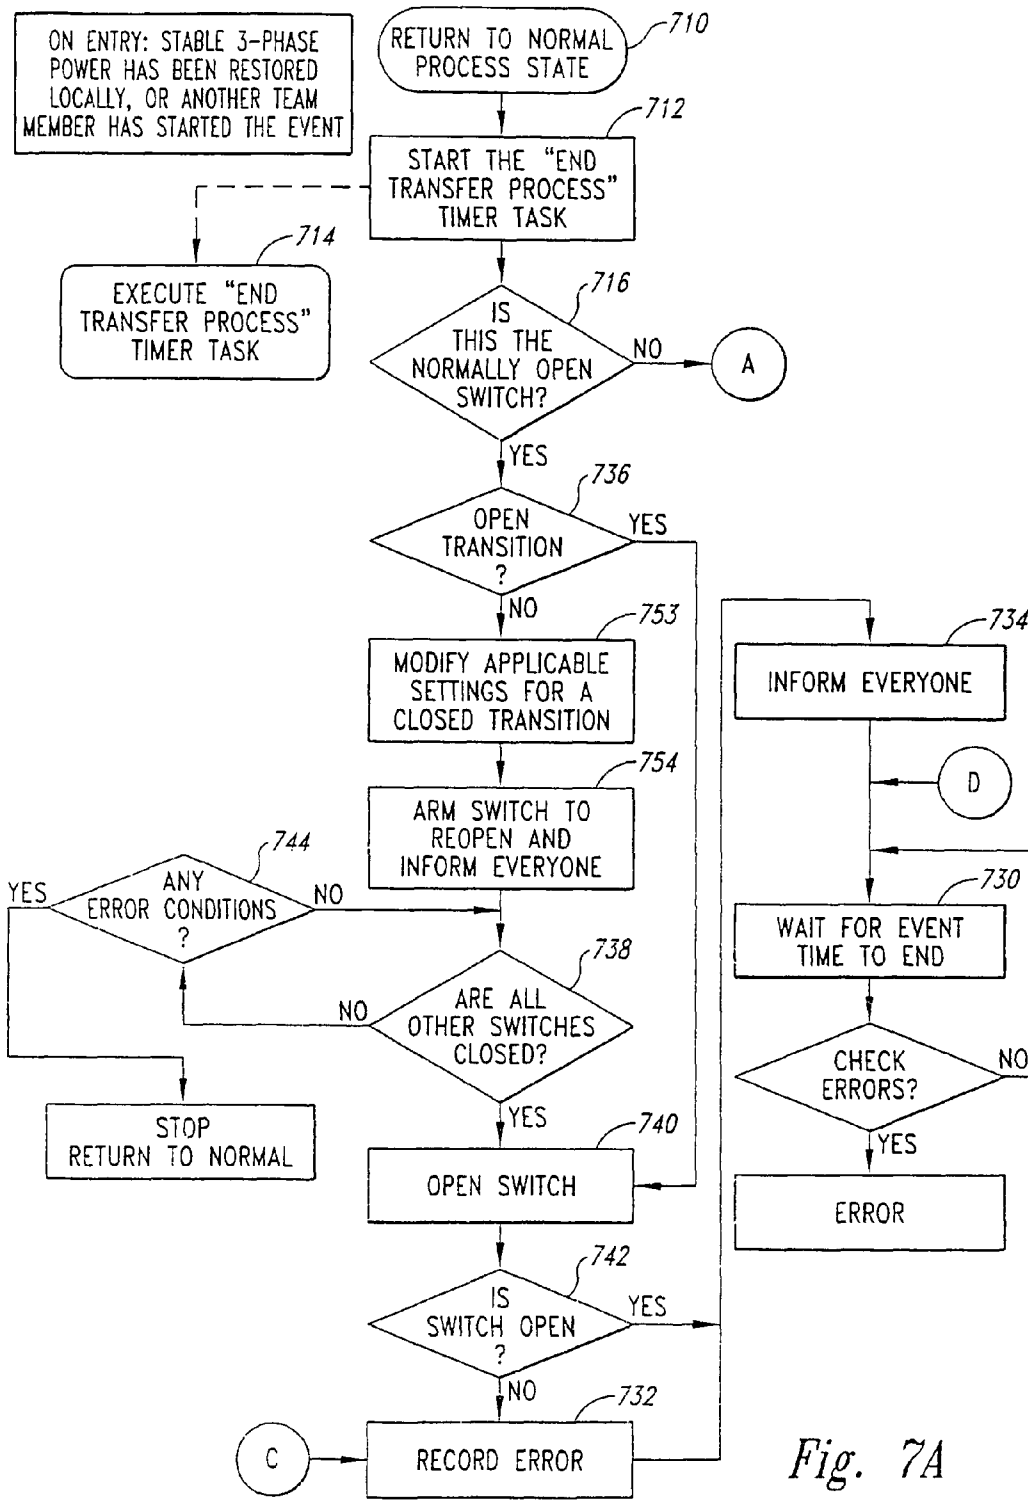 ON ENTRY: STABLE 3-PHASE
POWER HAS BEEN RESTORED
LOCALLY, OR ANOTHER TEAM
MEMBER HAS STARTED THE EVENT
RETURN TO NORMAL
PROCESS STATE
710
712
START THE "END
TRANSFER PROCESS"
TIMER TASK
714
EXECUTE "END
TRANSFER PROCESS"
TIMER TASK
716
IS
THIS THE
NORMALLY OPEN
SWITCH?
NO
A
YES
736
OPEN
TRANSITION
?
YES
NO
753
MODIFY APPLICABLE
SETTINGS FOR A
CLOSED TRANSITION
754
ARM SWITCH TO
REOPEN AND
INFORM EVERYONE
744
ANY
ERROR CONDITIONS
?
YES
NO
738
ARE ALL
OTHER SWITCHES
CLOSED?
NO
YES
STOP
RETURN TO NORMAL
740
OPEN SWITCH
742
IS
SWITCH OPEN
?
YES
NO
732
C
RECORD ERROR
734
INFORM EVERYONE
D
730
WAIT FOR EVENT
TIME TO END
CHECK
ERRORS?
NO
YES
ERROR
Fig. 7A